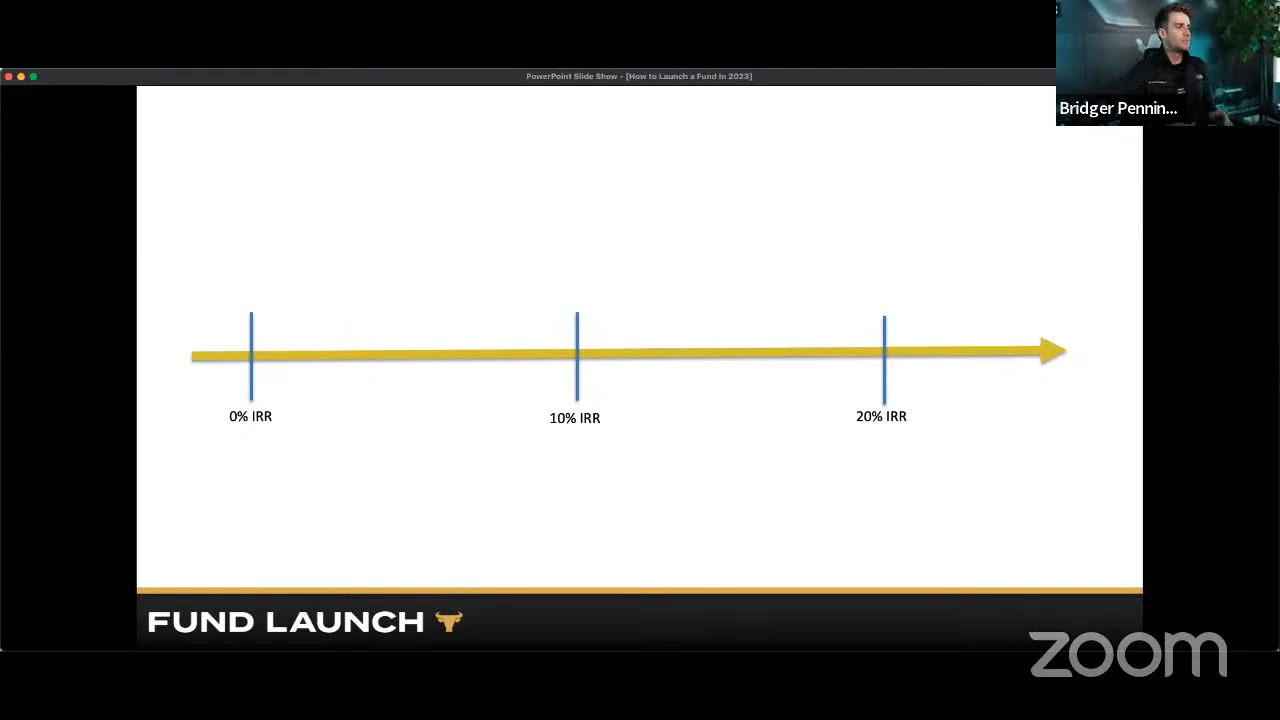 PowerPoint Slide Show - [How to Launch a Fund In 2023]
Bridger Pennin...
0% IRR
10% IRR
20% IRR
FUND LAUNCH
zoom